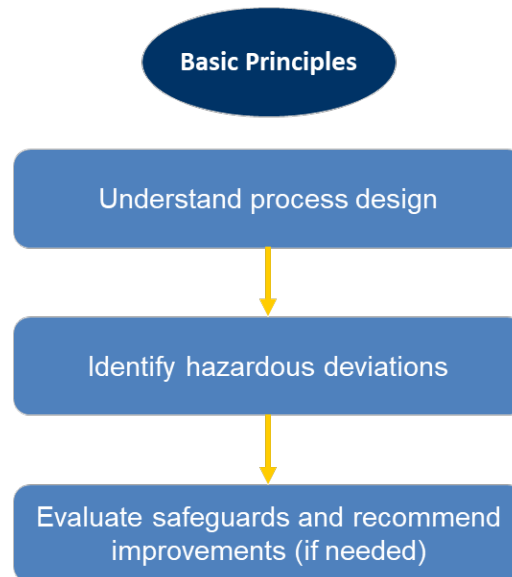 Basic Principles
Understand process design
Identify hazardous deviations
Evaluate safeguards and recommend
improvements (if needed)